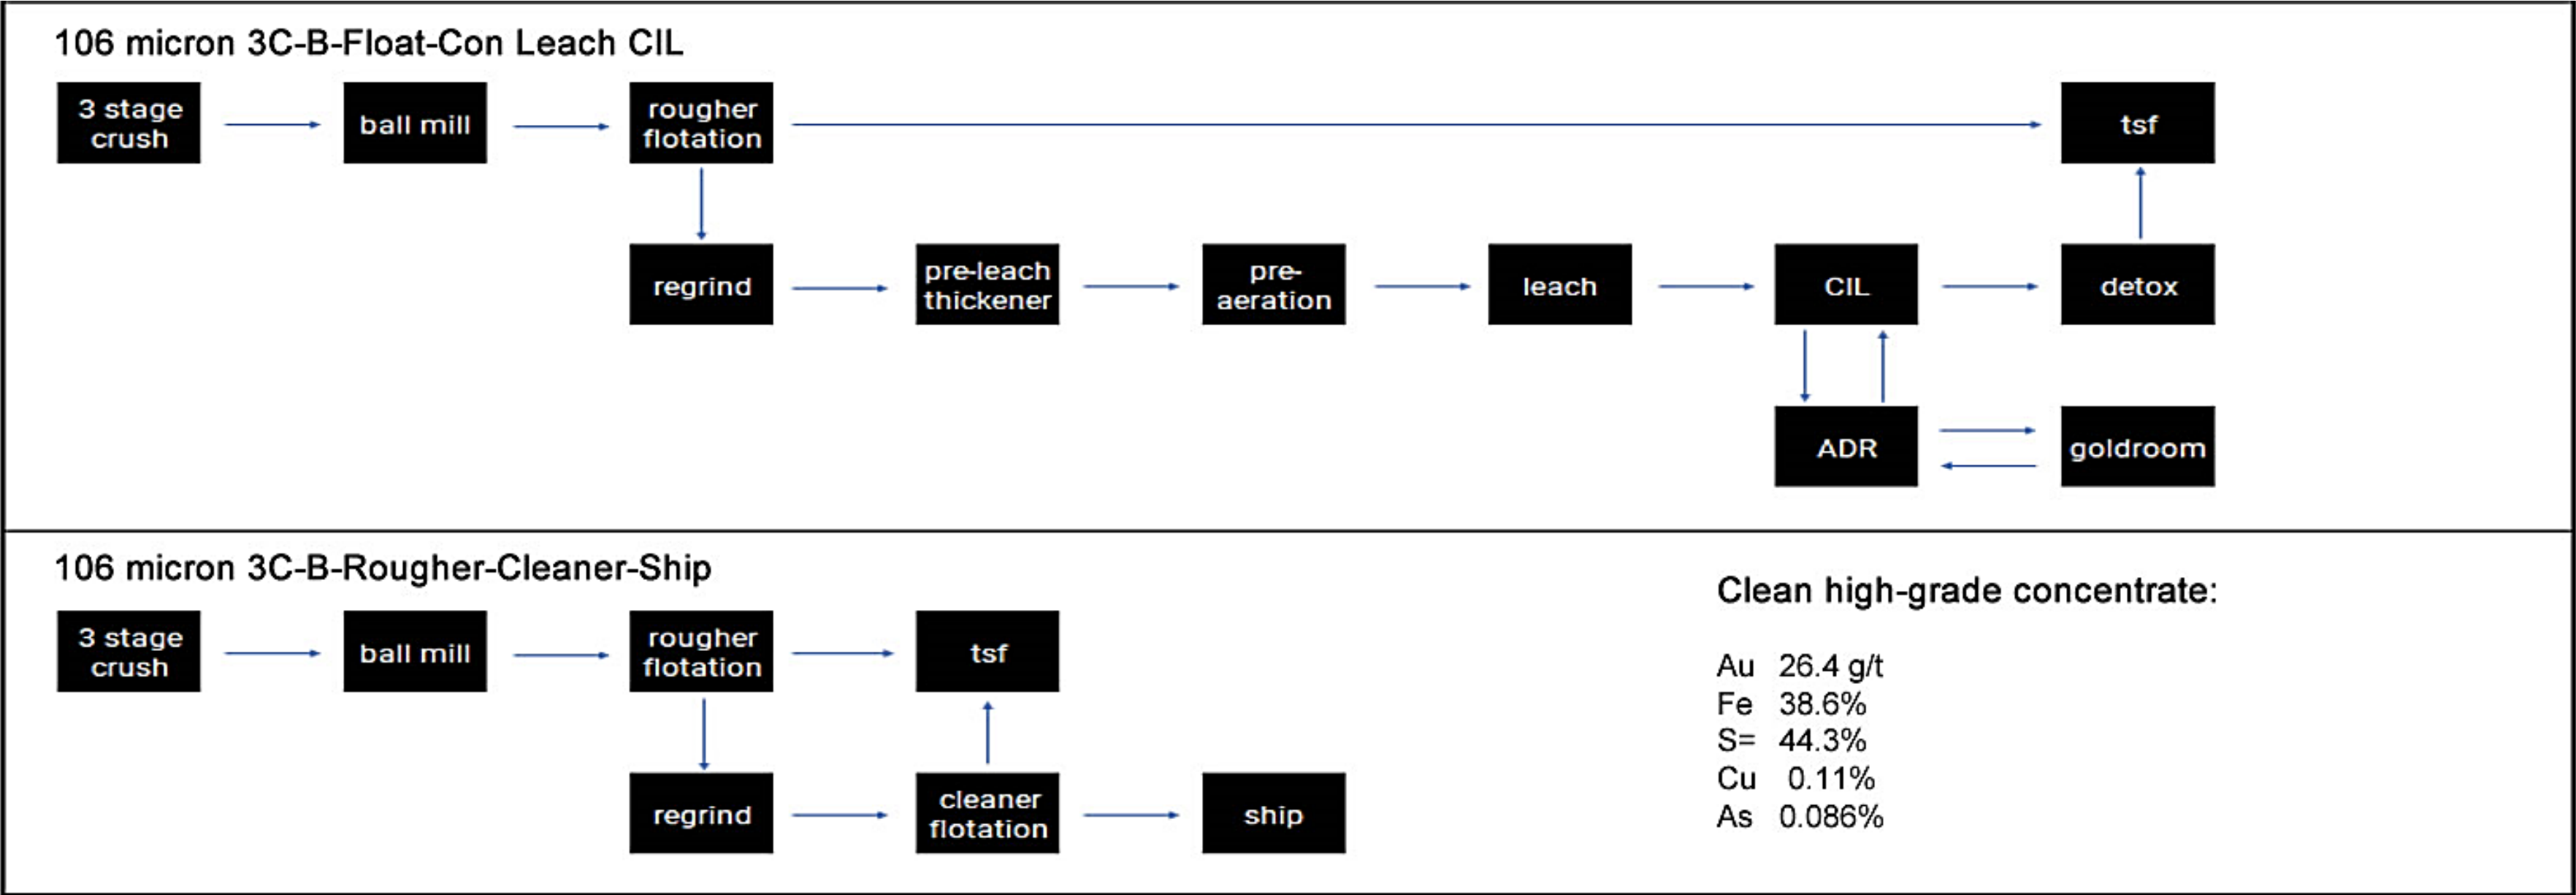 106 micron 3C-B-Float-Con Leach CIL
3 stage
crush
ball mill
rougher
flotation
tsf
regrind
pre-leach
thickener
pre-
aeration
leach
CIL
detox
ADR
goldroom
106 micron 3C-B-Rougher-Cleaner-Ship
3 stage
crush
ball mill
rougher
flotation
tsf
regrind
cleaner
flotation
ship
Clean high-grade concentrate:
Au 26.4 g/t
Fe 38.6%
S= 44.3%
Cu 0.11%
As 0.086%